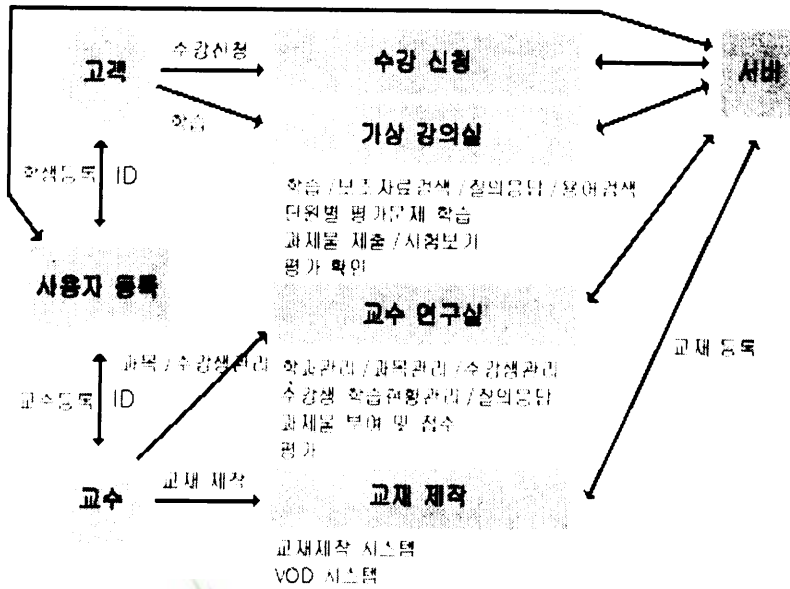 고객
수강신청
수강 신청
서버
학습
가상 강의실
학생등록 ID
학습 / 보조자료검색 / 질의응답 / 용어검색
단원별 평가문제 학습
과제물 제출 / 시험보기
평가 확인
사용자 등록
교수 연구실
과목 / 수강생관리
학과관리 / 과목관리 / 수강생관리
교재 등록
교수등록 ID
수강생 학습현황관리 / 질의응답
과제물 부여 및 접수
평가
교수
교재 제작
교재 제작
교재제작 시스템
VOD 시스템